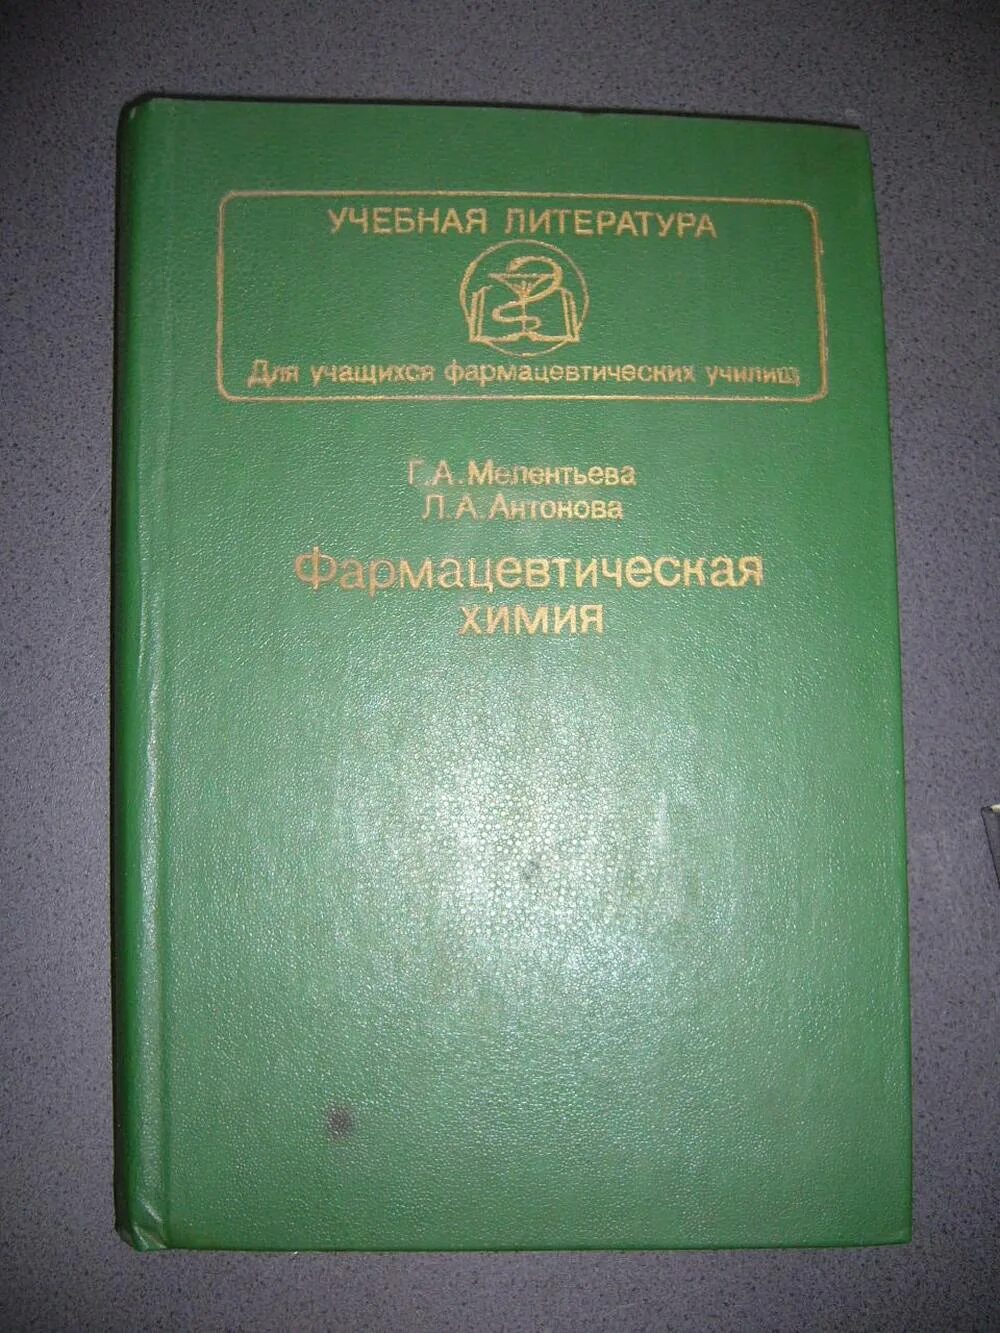 УЧЕБНАЯ ЛИТЕРАТУРА
Для учащихся фармацевтических училищ
Г.А.Мелентьева
Л.А.Антонова
Фармацевтическая
химия